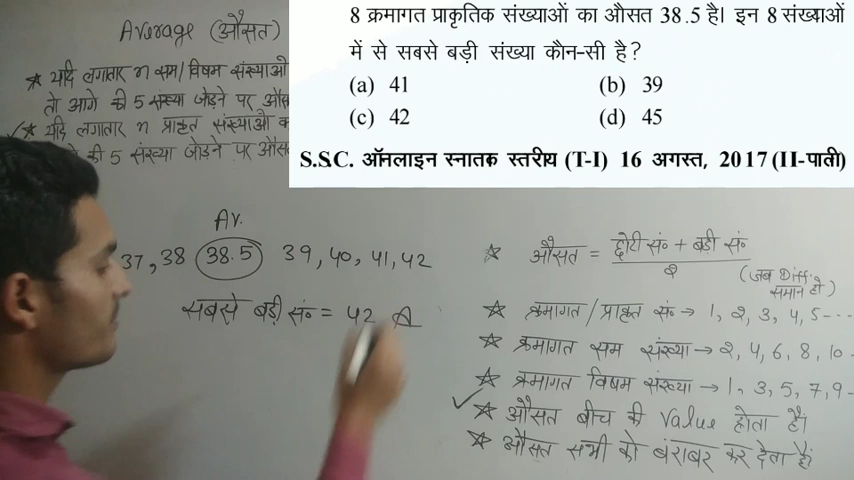 8 क्रमागत प्राकृतिक संख्याओं का औसत 38.5 है। इन 8 संख्याओं
में से सबसे बड़ी संख्या कौन-सी है?
(a) 41 (b) 39
(c) 42 (d) 45
S.S.C. ऑनलाइन स्नातक स्तरीय (T-I) 16 अगस्त, 2017 (II-पाली)
Average (औसत)
★ यदि लगातार n सम/विषम संख्याओ
तो आगे की 5 संख्या जोड़ने पर
✓★ यदि लगातार n प्राकृत संख्याओ
की 5 संख्या जोड़ने पर औस
Av.
37, 38 38.5 39, 40, 41, 42
सबसे बड़ी सं० = 42 A
★ औसत = छोटी सं० + बड़ी सं०
2
(जब Diff.
समान हो)
★ क्रमागत/प्राकृत सं० → 1, 2, 3, 4, 5 ---
★ क्रमागत सम संख्या → 2, 4, 6, 8, 10 -
★ क्रमागत विषम संख्या → 1, 3, 5, 7, 9 -
✓★ औसत बीच की Value होता है।
★ औसत सभी को बराबर कर देता है।